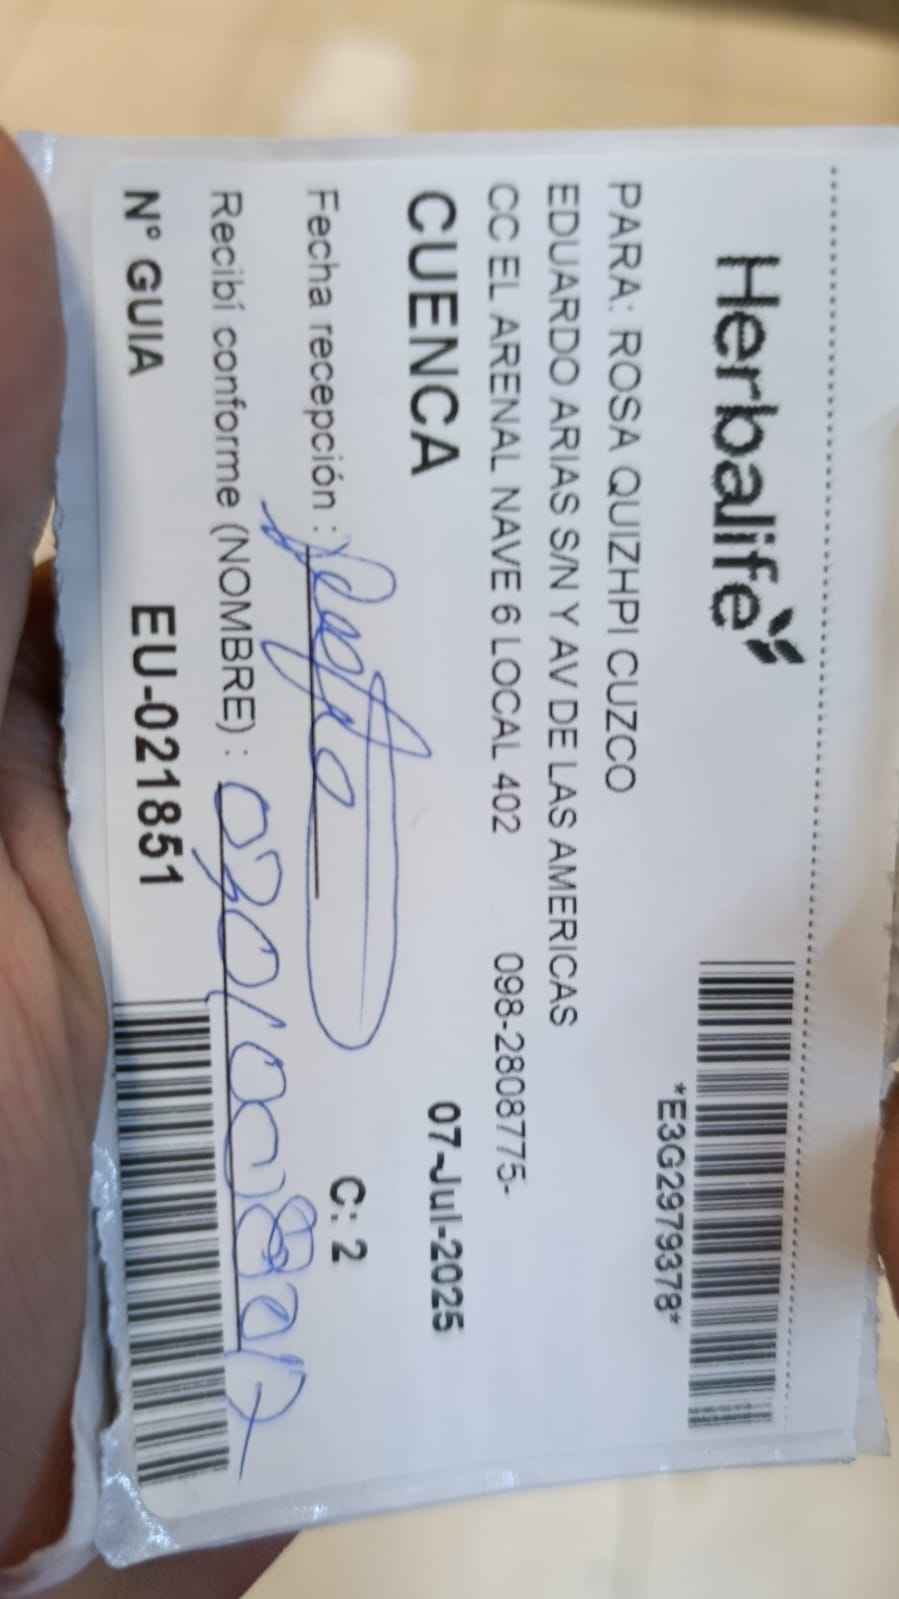 Herbalife
*E3G2979378*
PARA: ROSA QUIZHPI CUZCO
EDUARDO ARIAS S/N Y AV DE LAS AMERICAS
CC EL ARENAL NAVE 6 LOCAL 402 098-2808775-
CUENCA 07-Jul-2025
Fecha recepción : C: 2
Recibí conforme (NOMBRE) :
Nº GUIA EU-021851